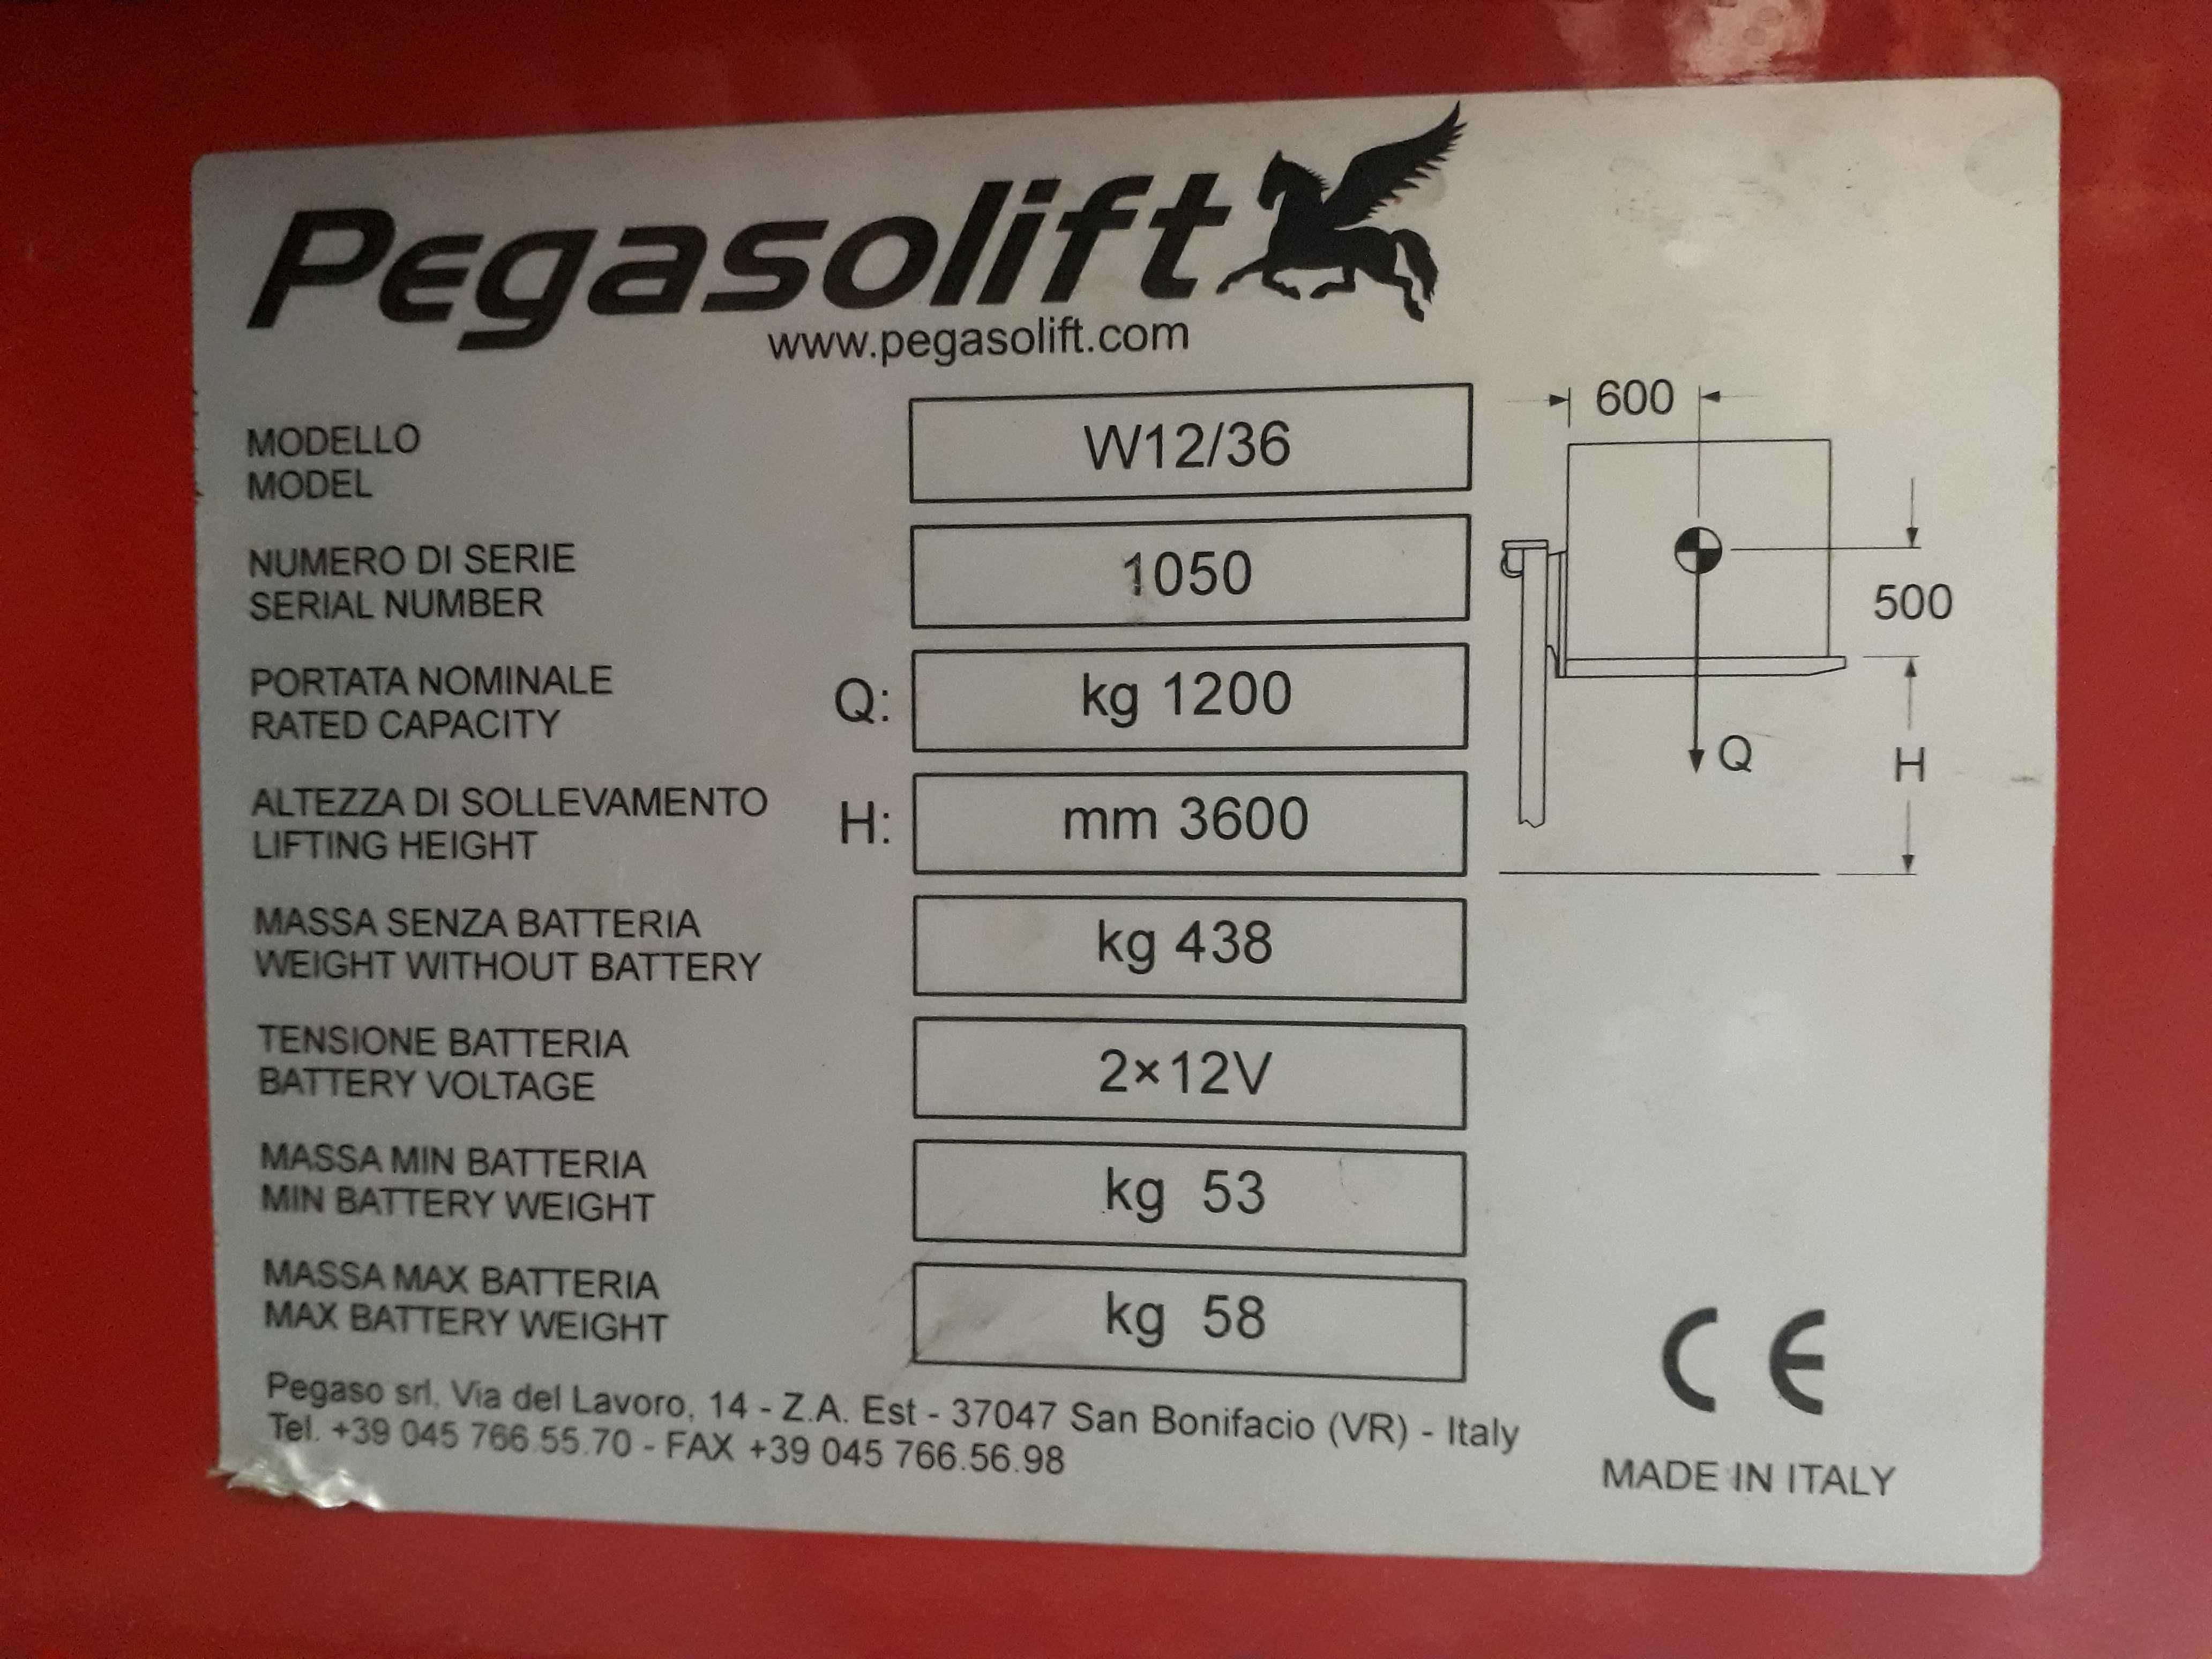 Pegasolift
www.pegasolift.com
MODELLO
MODEL
W12/36
NUMERO DI SERIE
SERIAL NUMBER
1050
PORTATA NOMINALE
RATED CAPACITY
Q: kg 1200
ALTEZZA DI SOLLEVAMENTO
LIFTING HEIGHT
H: mm 3600
MASSA SENZA BATTERIA
WEIGHT WITHOUT BATTERY
kg 438
TENSIONE BATTERIA
BATTERY VOLTAGE
2×12V
MASSA MIN BATTERIA
MIN BATTERY WEIGHT
kg 53
MASSA MAX BATTERIA
MAX BATTERY WEIGHT
kg 58
600
500
Q
H
Pegaso srl, Via del Lavoro, 14 - Z.A. Est - 37047 San Bonifacio (VR) - Italy
Tel. +39 045 766.55.70 - FAX +39 045 766.56.98
CE
MADE IN ITALY